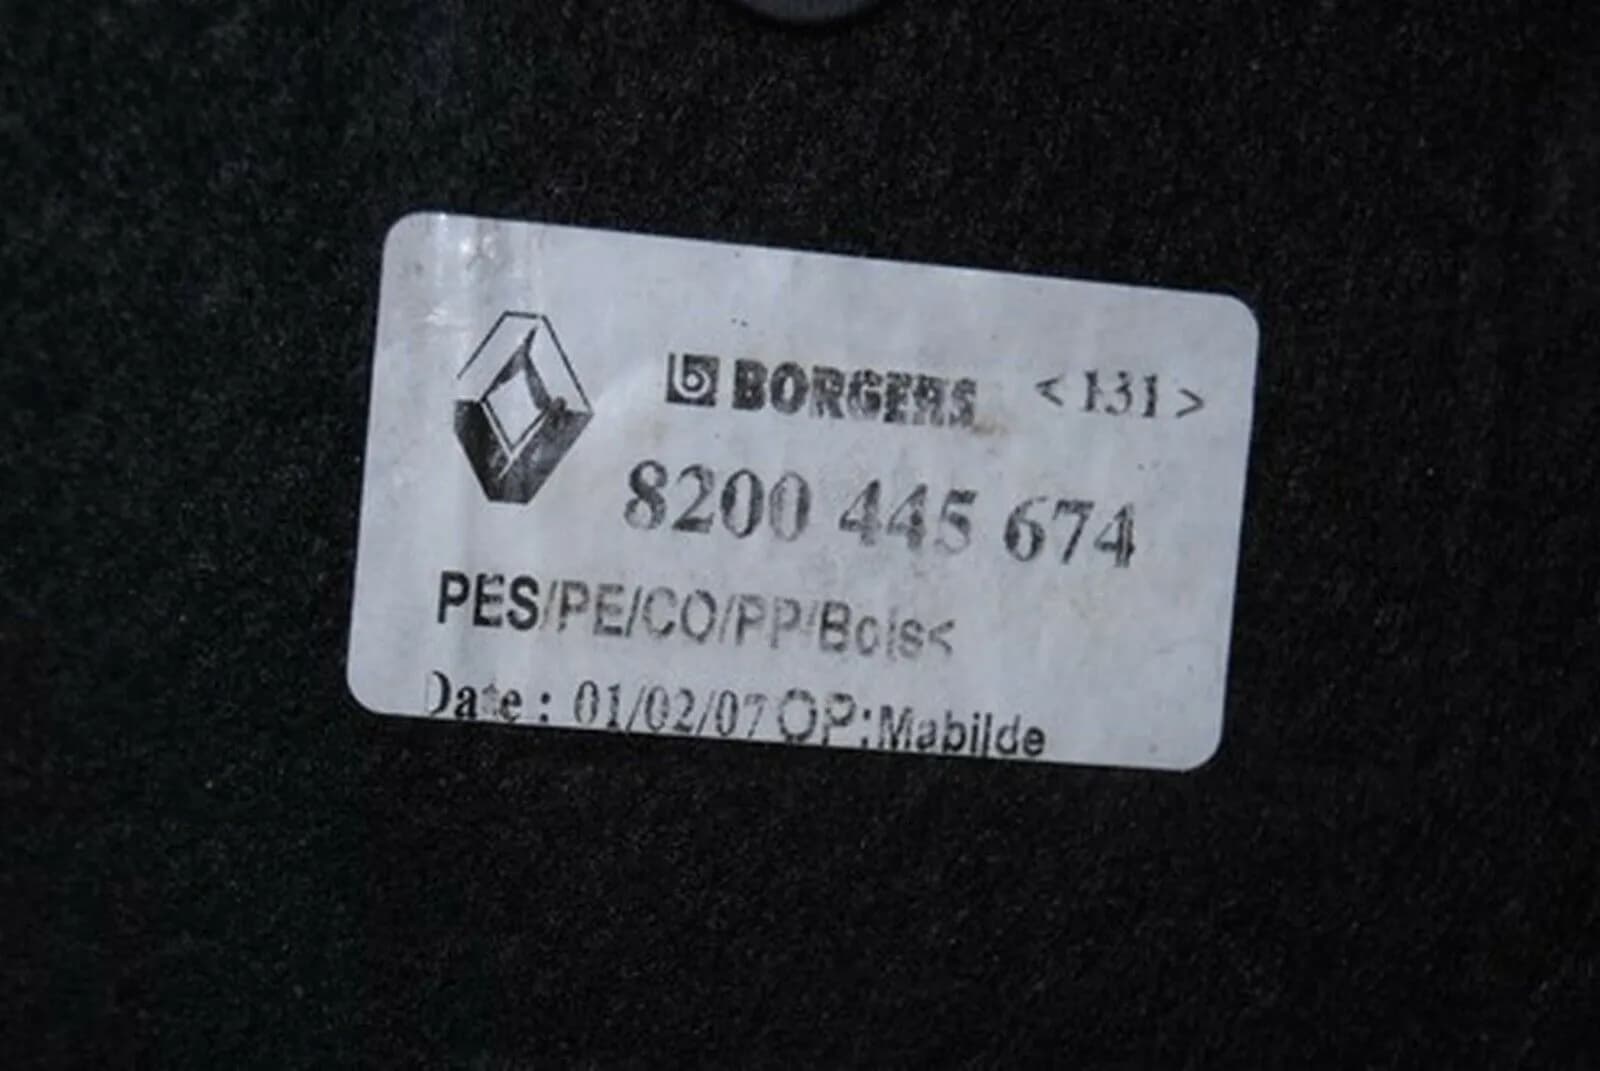 BORGERS <131>
8200 445 674
PES/PE/CO/PP/Bois<
Date : 01/02/07 OP:Mabilde